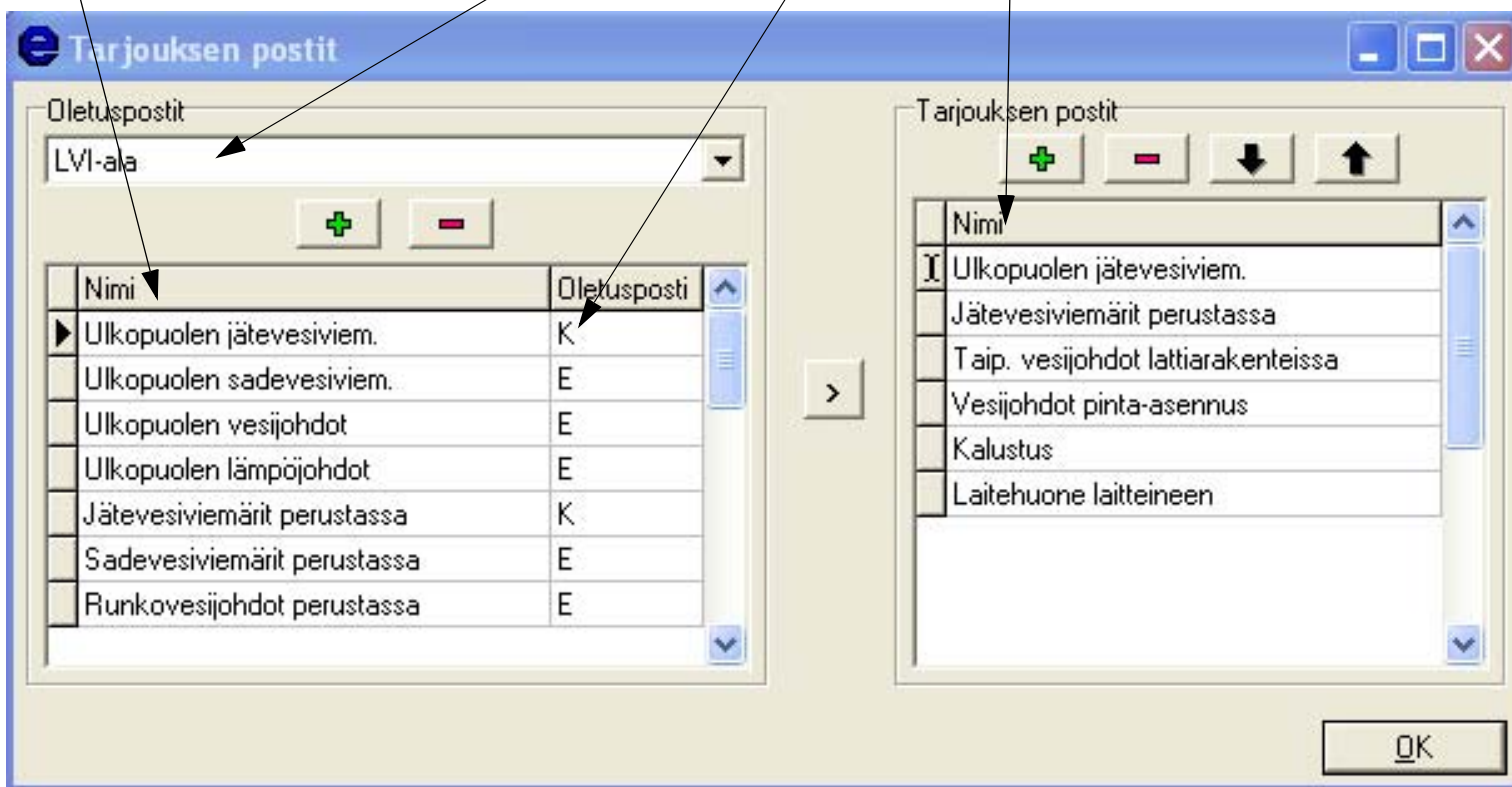 Tarjouksen postit
Oletuspostit
LVI-ala
Nimi Oletusposti
Ulkopuolen jätevesiviem. K
Ulkopuolen sadevesiviem. E
Ulkopuolen vesijohdot E
Ulkopuolen lämpöjohdot E
Jätevesiviemärit perustassa K
Sadevesiviemärit perustassa E
Runkovesijohdot perustassa E
>
Tarjouksen postit
Nimi
Ulkopuolen jätevesiviem.
Jätevesiviemärit perustassa
Taip. vesijohdot lattiarakenteissa
Vesijohdot pinta-asennus
Kalustus
Laitehuone laitteineen
OK